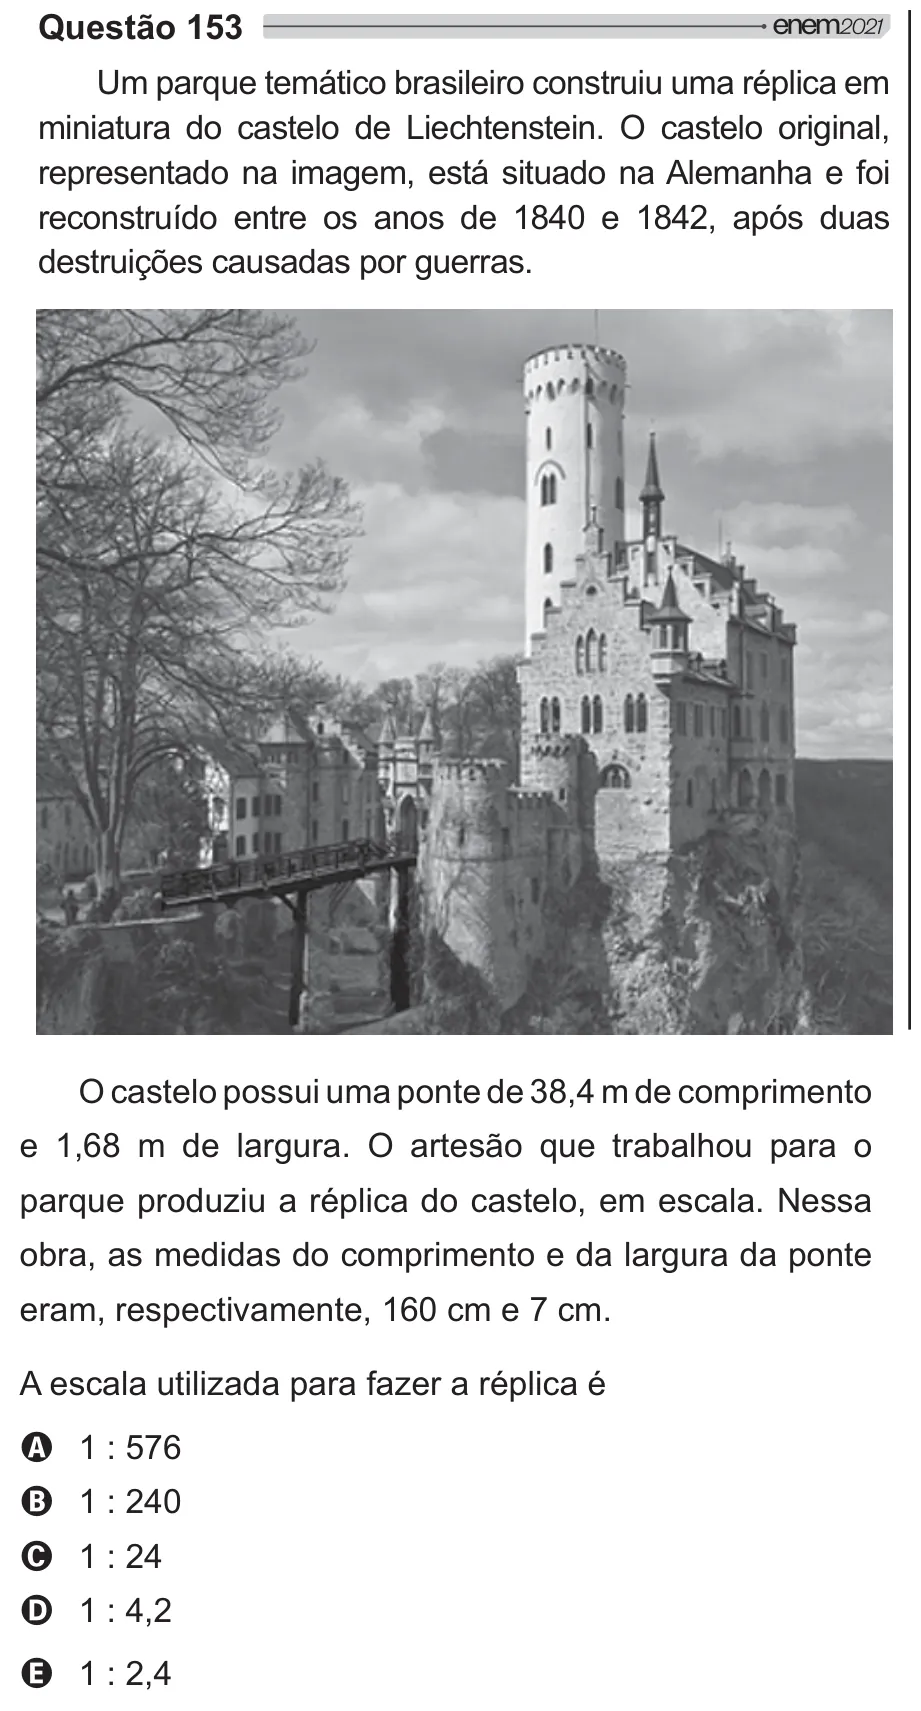 Questão 153 enem2021
Um parque temático brasileiro construiu uma réplica em
miniatura do castelo de Liechtenstein. O castelo original,
representado na imagem, está situado na Alemanha e foi
reconstruído entre os anos de 1840 e 1842, após duas
destruições causadas por guerras.
O castelo possui uma ponte de 38,4 m de comprimento
e 1,68 m de largura. O artesão que trabalhou para o
parque produziu a réplica do castelo, em escala. Nessa
obra, as medidas do comprimento e da largura da ponte
eram, respectivamente, 160 cm e 7 cm.
A escala utilizada para fazer a réplica é
A 1 : 576
B 1 : 240
C 1 : 24
D 1 : 4,2
E 1 : 2,4